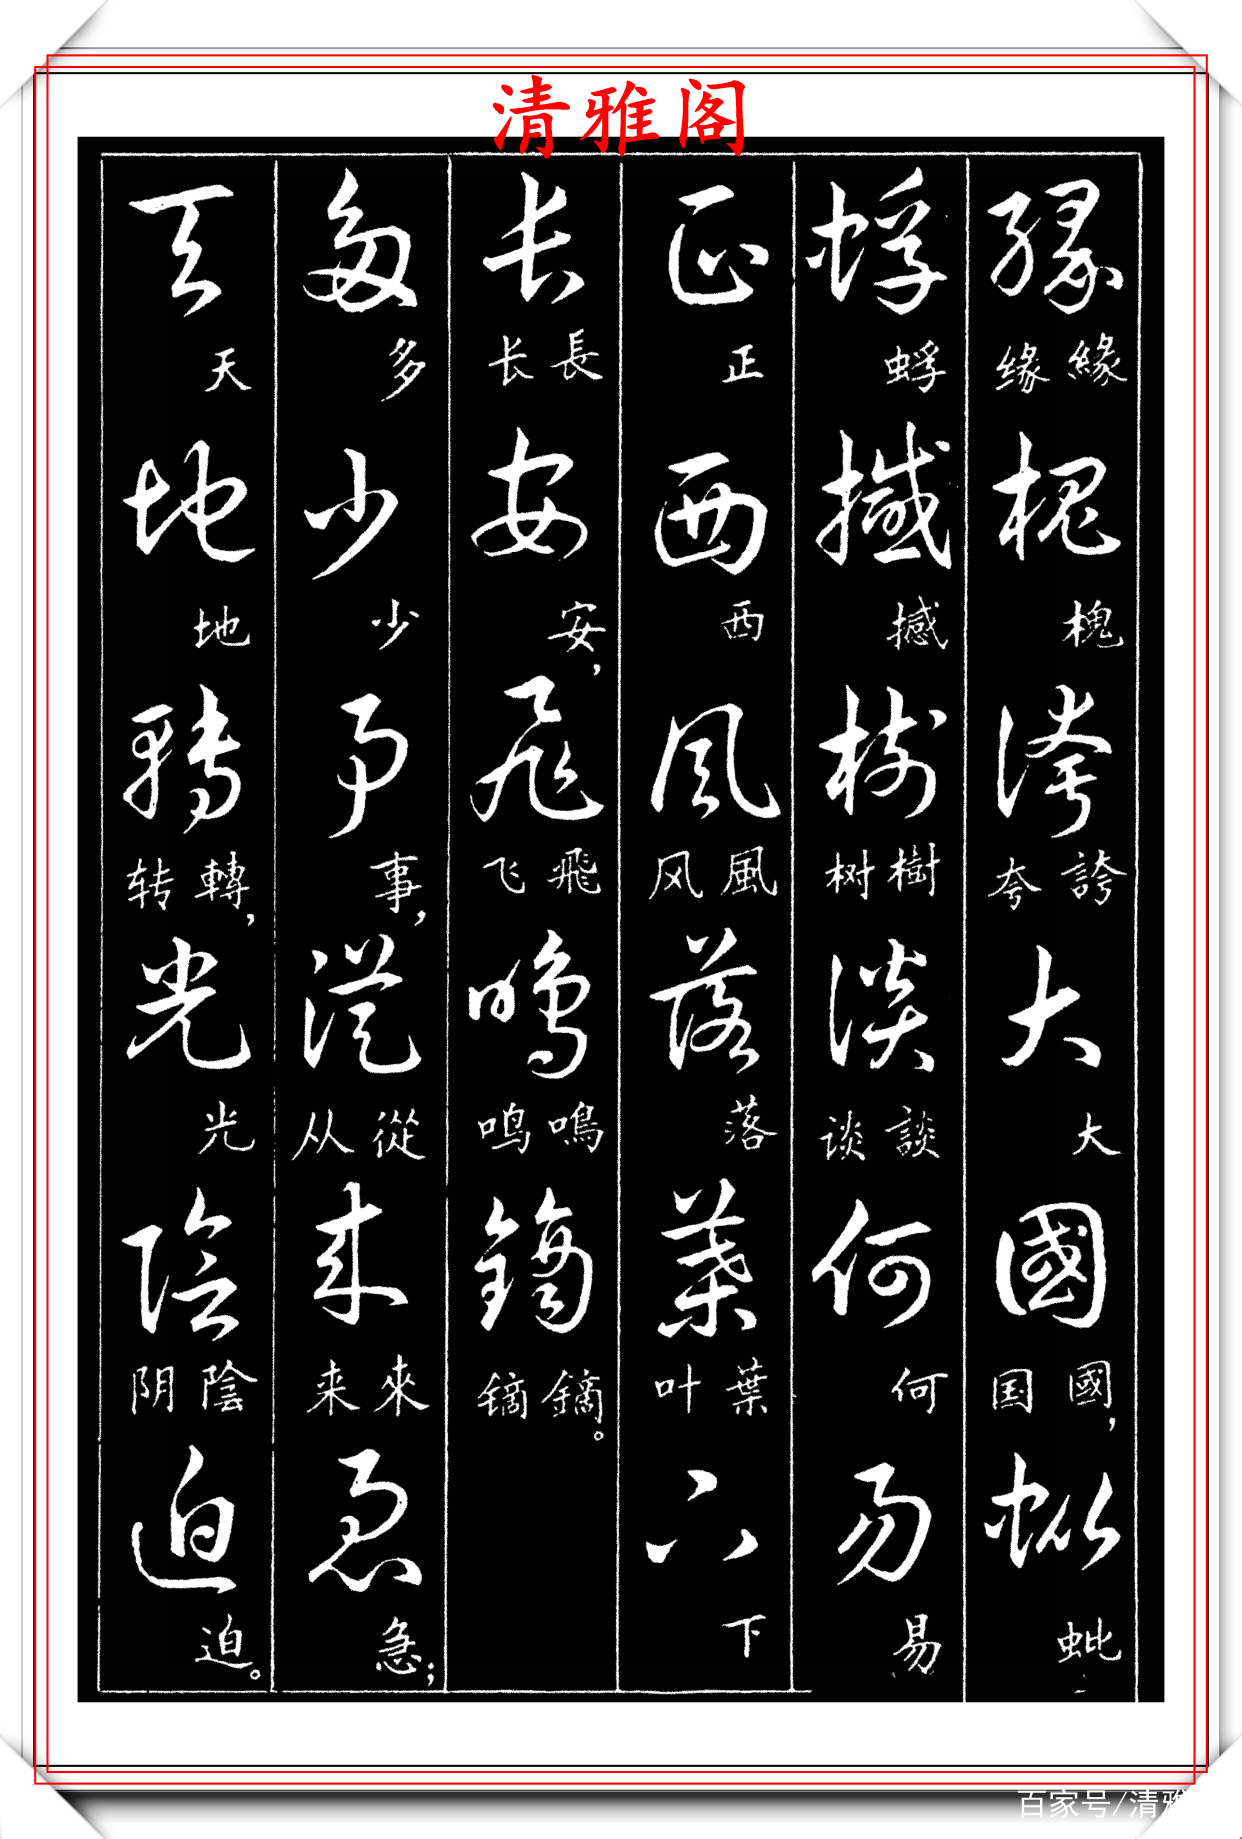 清雅阁
緣 緣 缘 槐 槐 誇 誇 夸 大 大 國 國, 国 蚍 蚍
蜉 蜉 撼 撼 樹 樹 树 談 談 谈 何 何 易 易
正 正 西 西 風 風 风 落 落 葉 葉 叶 下 下
長 長 长 安 安, 飛 飛 飞 鳴 鳴 鸣 鏑 鏑。 镝
多 多 少 少 事 事, 從 從 从 來 來 来 急 急;
天 天 地 地 轉 轉, 转 光 光 陰 陰 阴 迫 迫。
百家号/清雅